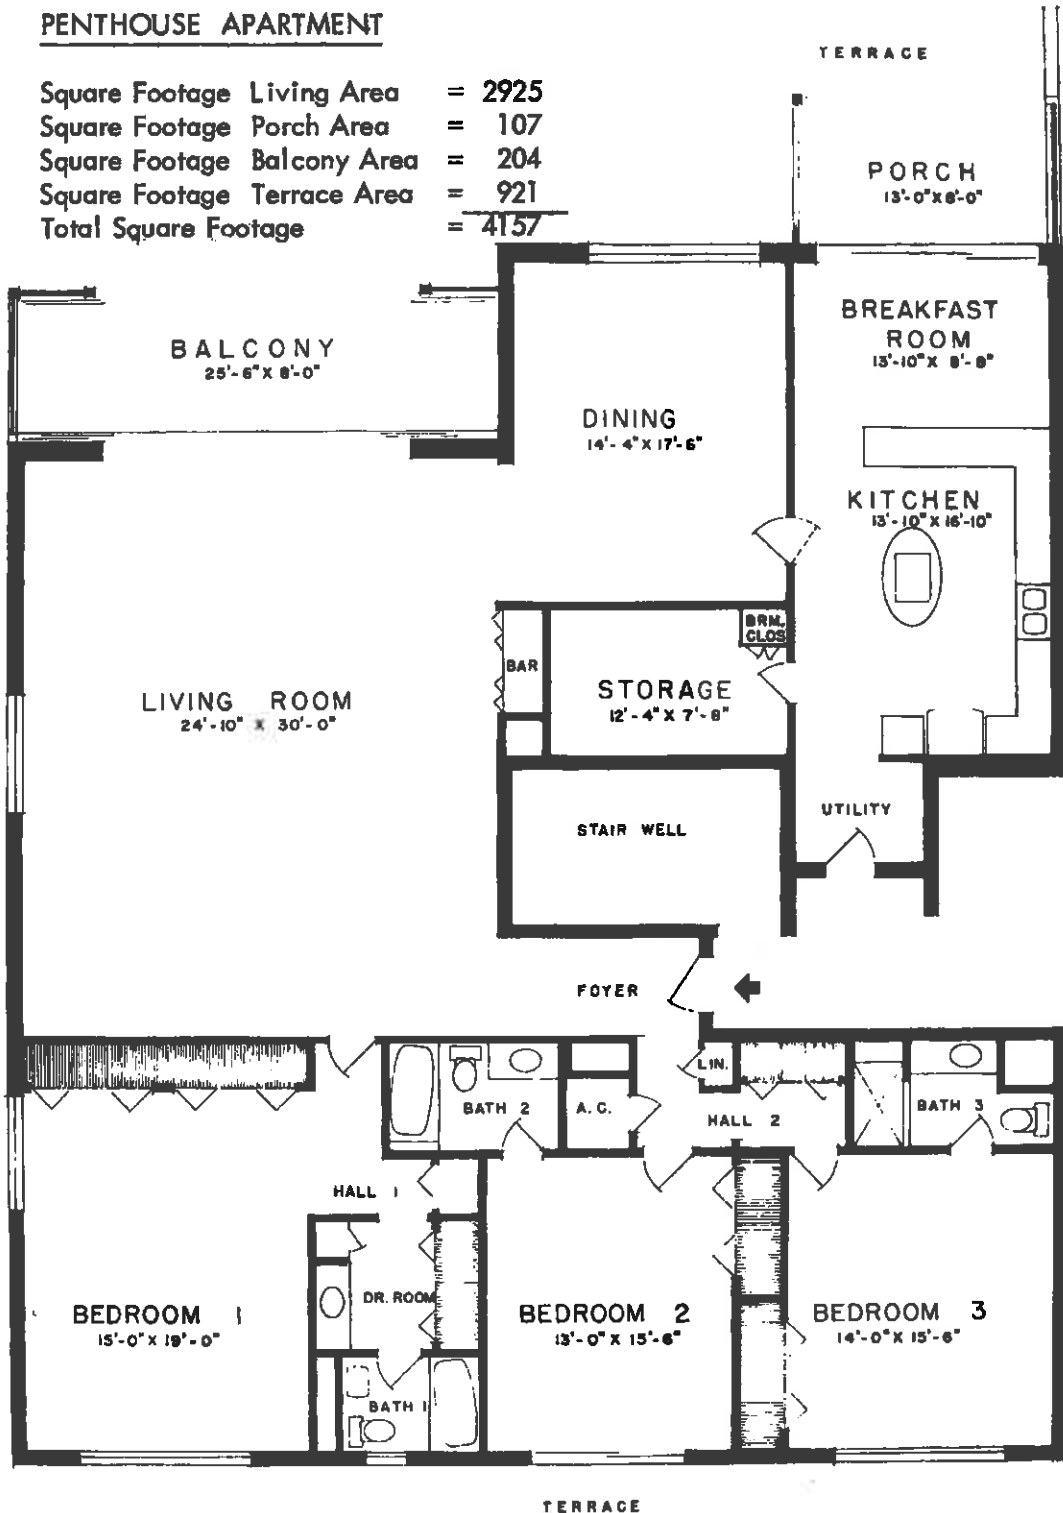 PENTHOUSE APARTMENT
Square Footage Living Area = 2925
Square Footage Porch Area = 107
Square Footage Balcony Area = 204
Square Footage Terrace Area = 921
Total Square Footage = 4157
TERRACE
PORCH
13'-0" X 8'-0"
BALCONY
25'-6" X 8'-0"
BREAKFAST
ROOM
13'-10" X 8'-8"
DINING
14'-4" X 17'-6"
KITCHEN
13'-10" X 16'-10"
BRM.
CLOS
BAR
STORAGE
12'-4" X 7'-8"
LIVING ROOM
24'-10" X 30'-0"
UTILITY
STAIR WELL
FOYER
LIN.
BATH 2
A.C.
HALL 2
BATH 3
HALL 1
DR. ROOM
BEDROOM 1
15'-0" X 19'-0"
BEDROOM 2
13'-0" X 15'-6"
BEDROOM 3
14'-0" X 15'-6"
BATH 1
TERRACE